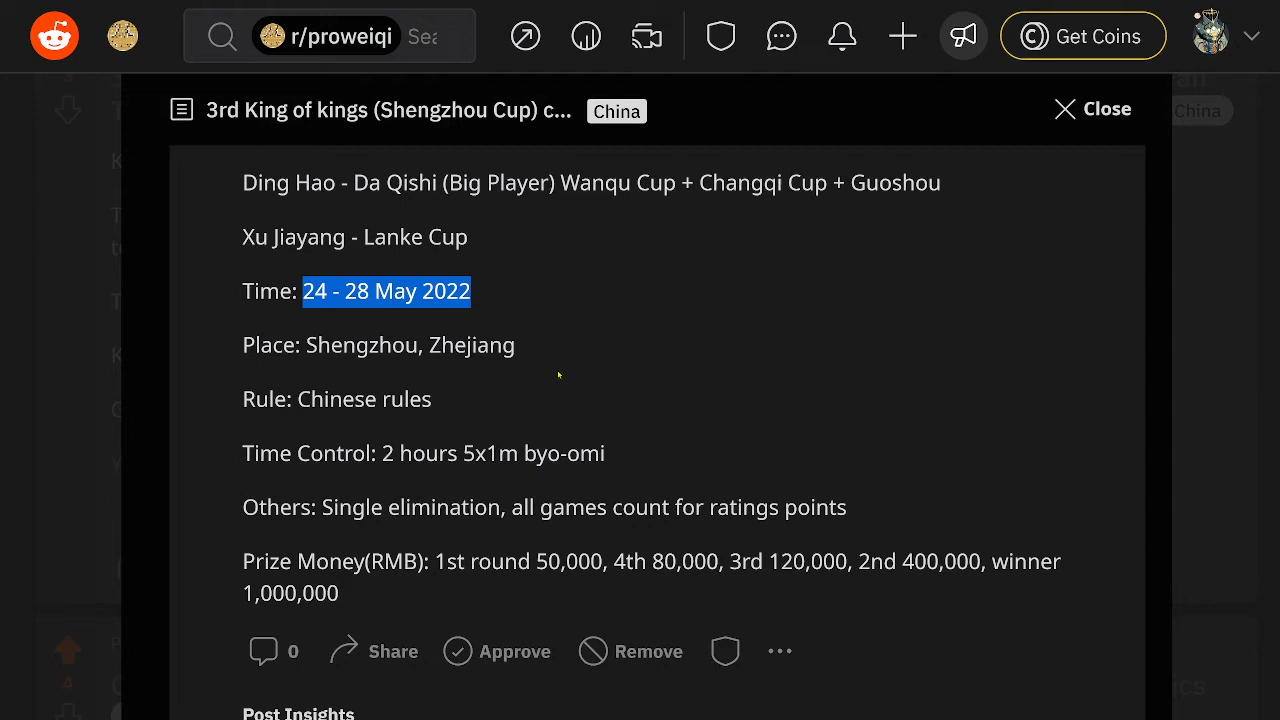 r/proweiqi Sea
Get Coins
3rd King of kings (Shengzhou Cup) c... China
Close
China
Ding Hao - Da Qishi (Big Player) Wanqu Cup + Changqi Cup + Guoshou
Xu Jiayang - Lanke Cup
Time: 24 - 28 May 2022
Place: Shengzhou, Zhejiang
Rule: Chinese rules
Time Control: 2 hours 5x1m byo-omi
Others: Single elimination, all games count for ratings points
Prize Money(RMB): 1st round 50,000, 4th 80,000, 3rd 120,000, 2nd 400,000, winner
1,000,000
0 Share Approve Remove
4
Post Insights